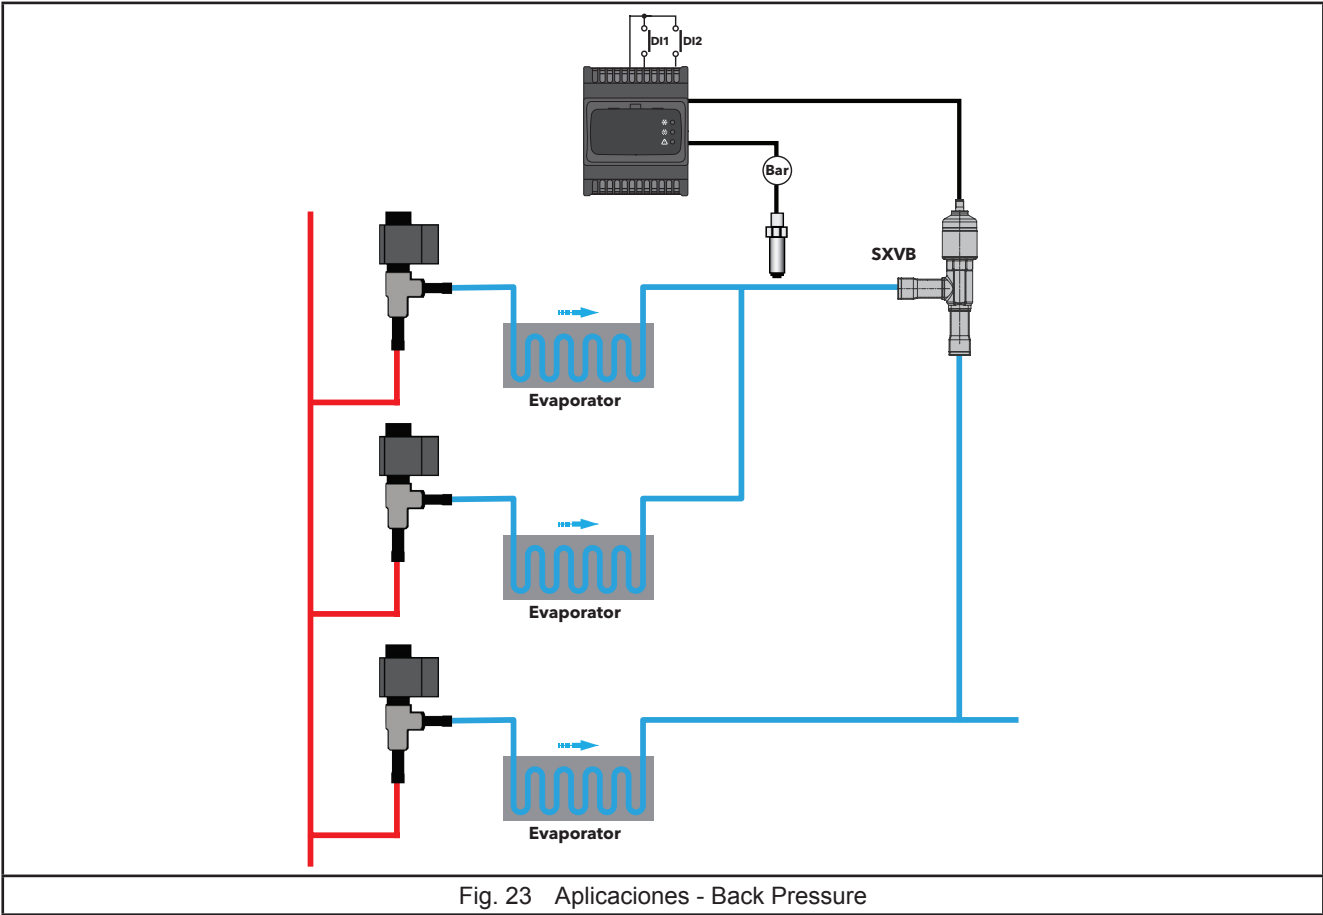 DI1 DI2
Bar
SXVB
Evaporator
Evaporator
Evaporator
Fig. 23 Aplicaciones - Back Pressure